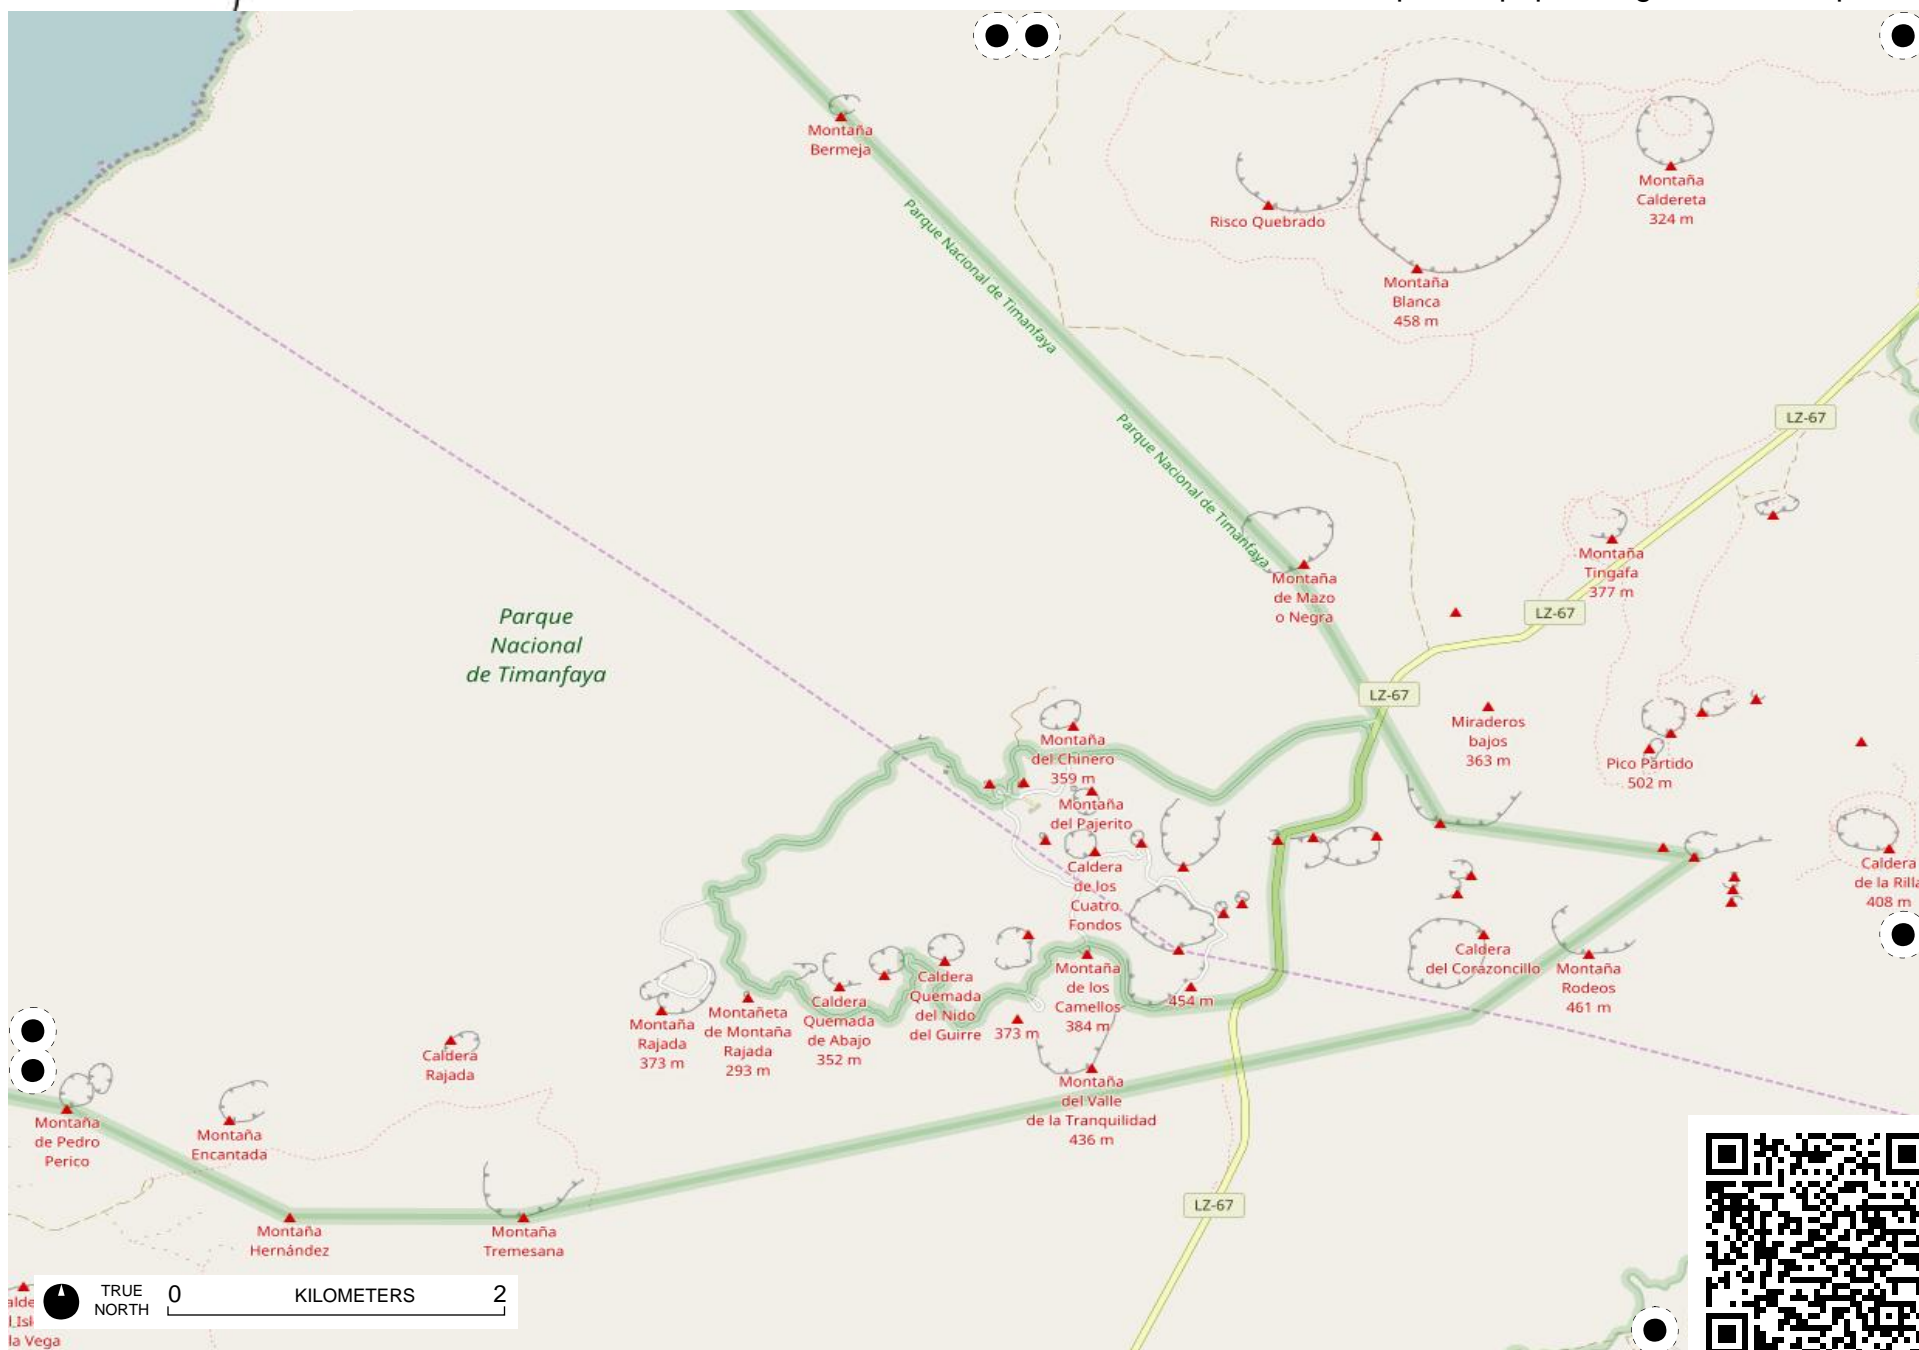 Montaña
Bermeja
Parque Nacional de Timanfaya
Risco Quebrado
Montaña
Caldereta
324 m
Montaña
Blanca
458 m
LZ-67
Parque Nacional de Timanfaya
Montaña
de Mazo
o Negra
Montaña
Tingafa
377 m
LZ-67
Parque
Nacional
de Timanfaya
LZ-67
Miraderos
bajos
363 m
Pico Partido
502 m
Montaña
del Chinero
359 m
Montaña
del Pajerito
Caldera
de los
Cuatro
Fondos
Caldera
de la Rilla
408 m
Caldera
del Corazoncillo
Montaña
Rodeos
461 m
Montaña
de los
Camellos
384 m
454 m
Caldera
Quemada
del Nido
del Guirre
373 m
Caldera
Quemada
de Abajo
352 m
Montañeta
de Montaña
Rajada
293 m
Montaña
Rajada
373 m
Caldera
Rajada
Montaña
del Valle
de la Tranquilidad
436 m
Montaña
de Pedro
Perico
Montaña
Encantada
Montaña
Hernández
Montaña
Tremesana
LZ-67
la Vega
TRUE
NORTH
0 KILOMETERS 2